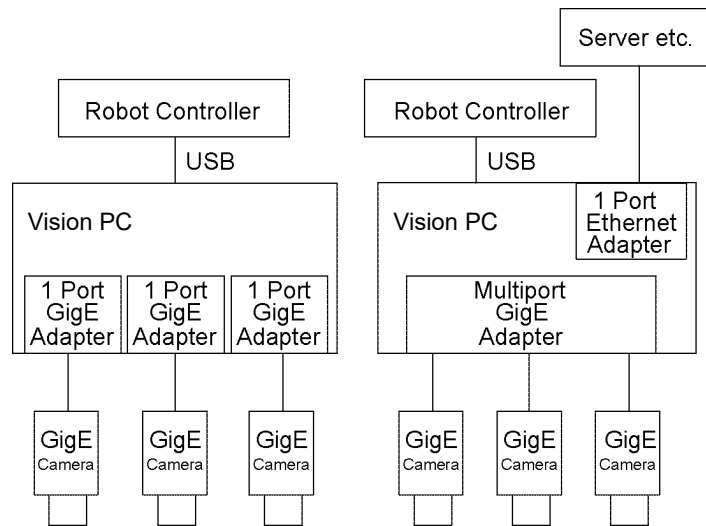 Server etc.
Robot Controller
Robot Controller
USB
USB
Vision PC
Vision PC
1 Port
Ethernet
Adapter
1 Port
GigE
Adapter
1 Port
GigE
Adapter
1 Port
GigE
Adapter
Multiport
GigE
Adapter
GigE
Camera
GigE
Camera
GigE
Camera
GigE
Camera
GigE
Camera
GigE
Camera